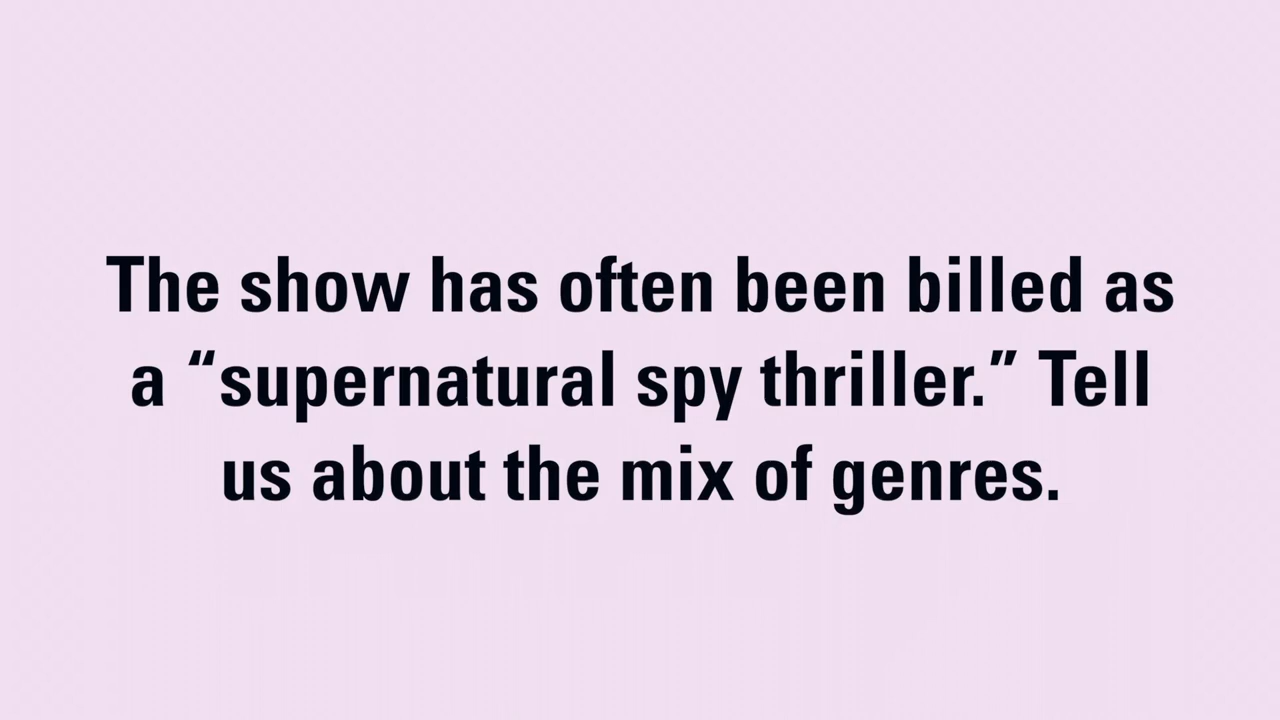 The show has often been billed as
a “supernatural spy thriller.” Tell
us about the mix of genres.